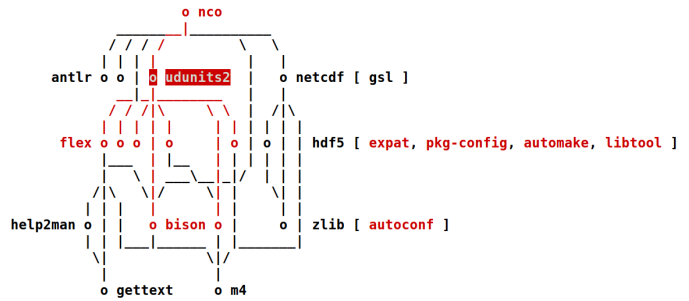 o nco
antlr o o | o udunits2 | o netcdf [ gsl ]
flex o o o | o | o | o | | hdf5 [ expat, pkg-config, automake, libtool ]
help2man o | | o bison o | o | zlib [ autoconf ]
o gettext o m4